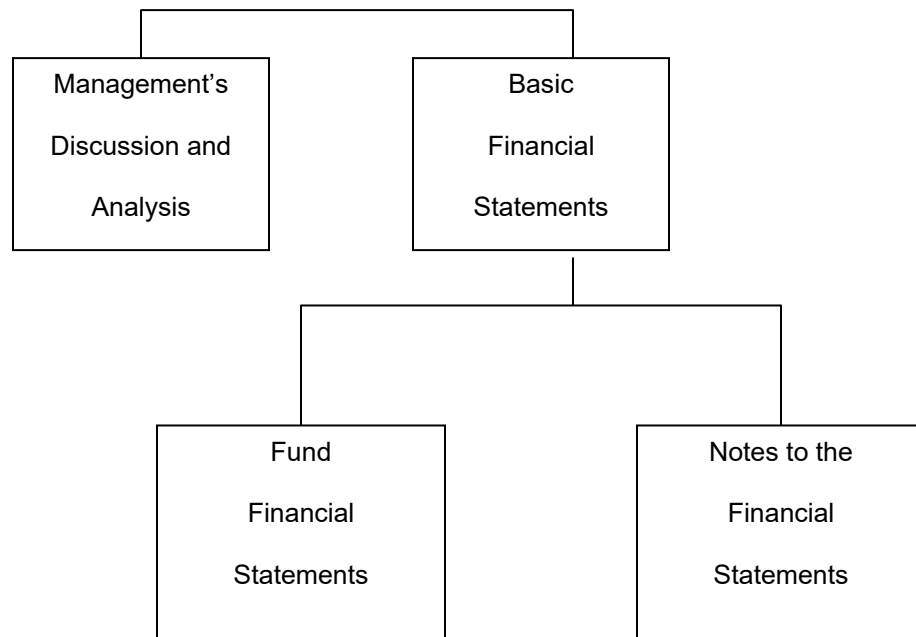 Management’s
Discussion and
Analysis
Basic
Financial
Statements
Fund
Financial
Statements
Notes to the
Financial
Statements